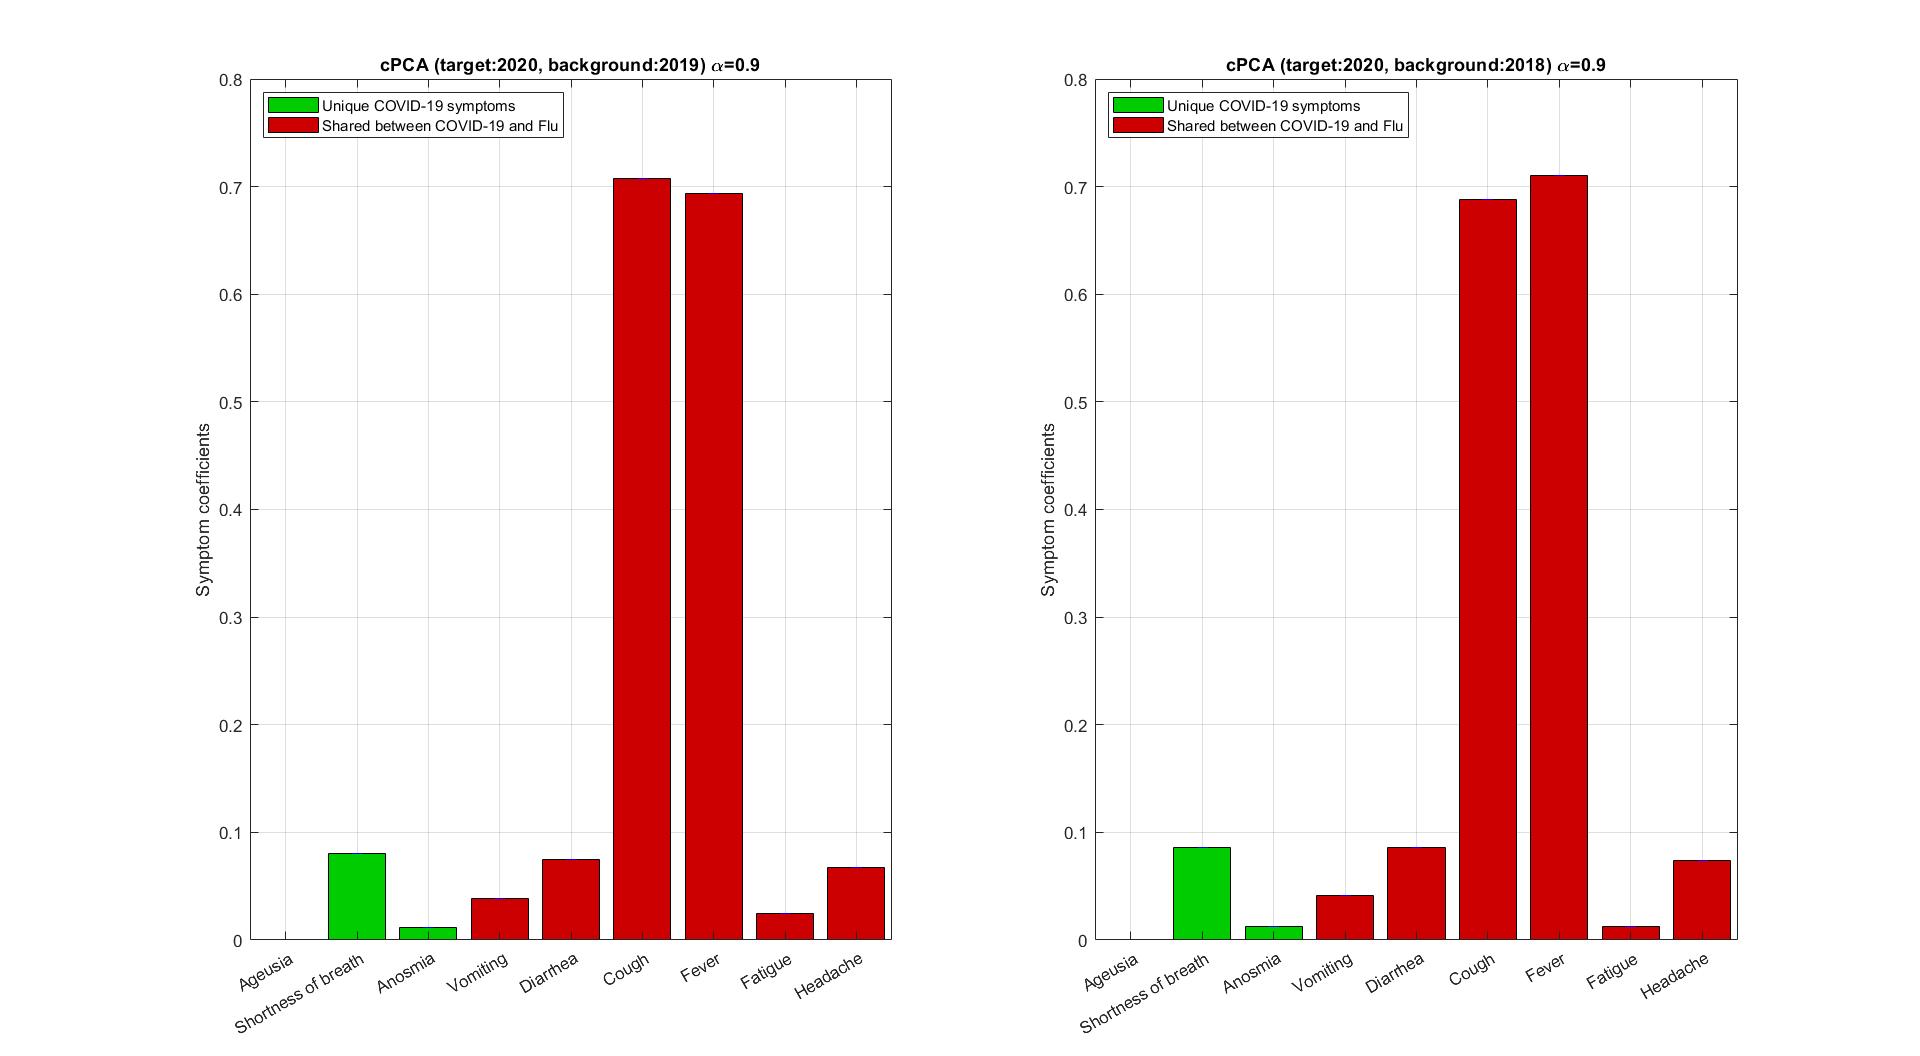 cPCA (target:2020, background:2019) α=0.9
Unique COVID-19 symptoms
Shared between COVID-19 and Flu
Symptom coefficients
0.8
0.7
0.6
0.5
0.4
0.3
0.2
0.1
0
Ageusia
Shortness of breath
Anosmia
Vomiting
Diarrhea
Cough
Fever
Fatigue
Headache
cPCA (target:2020, background:2018) α=0.9
Unique COVID-19 symptoms
Shared between COVID-19 and Flu
Symptom coefficients
0.8
0.7
0.6
0.5
0.4
0.3
0.2
0.1
0
Ageusia
Shortness of breath
Anosmia
Vomiting
Diarrhea
Cough
Fever
Fatigue
Headache